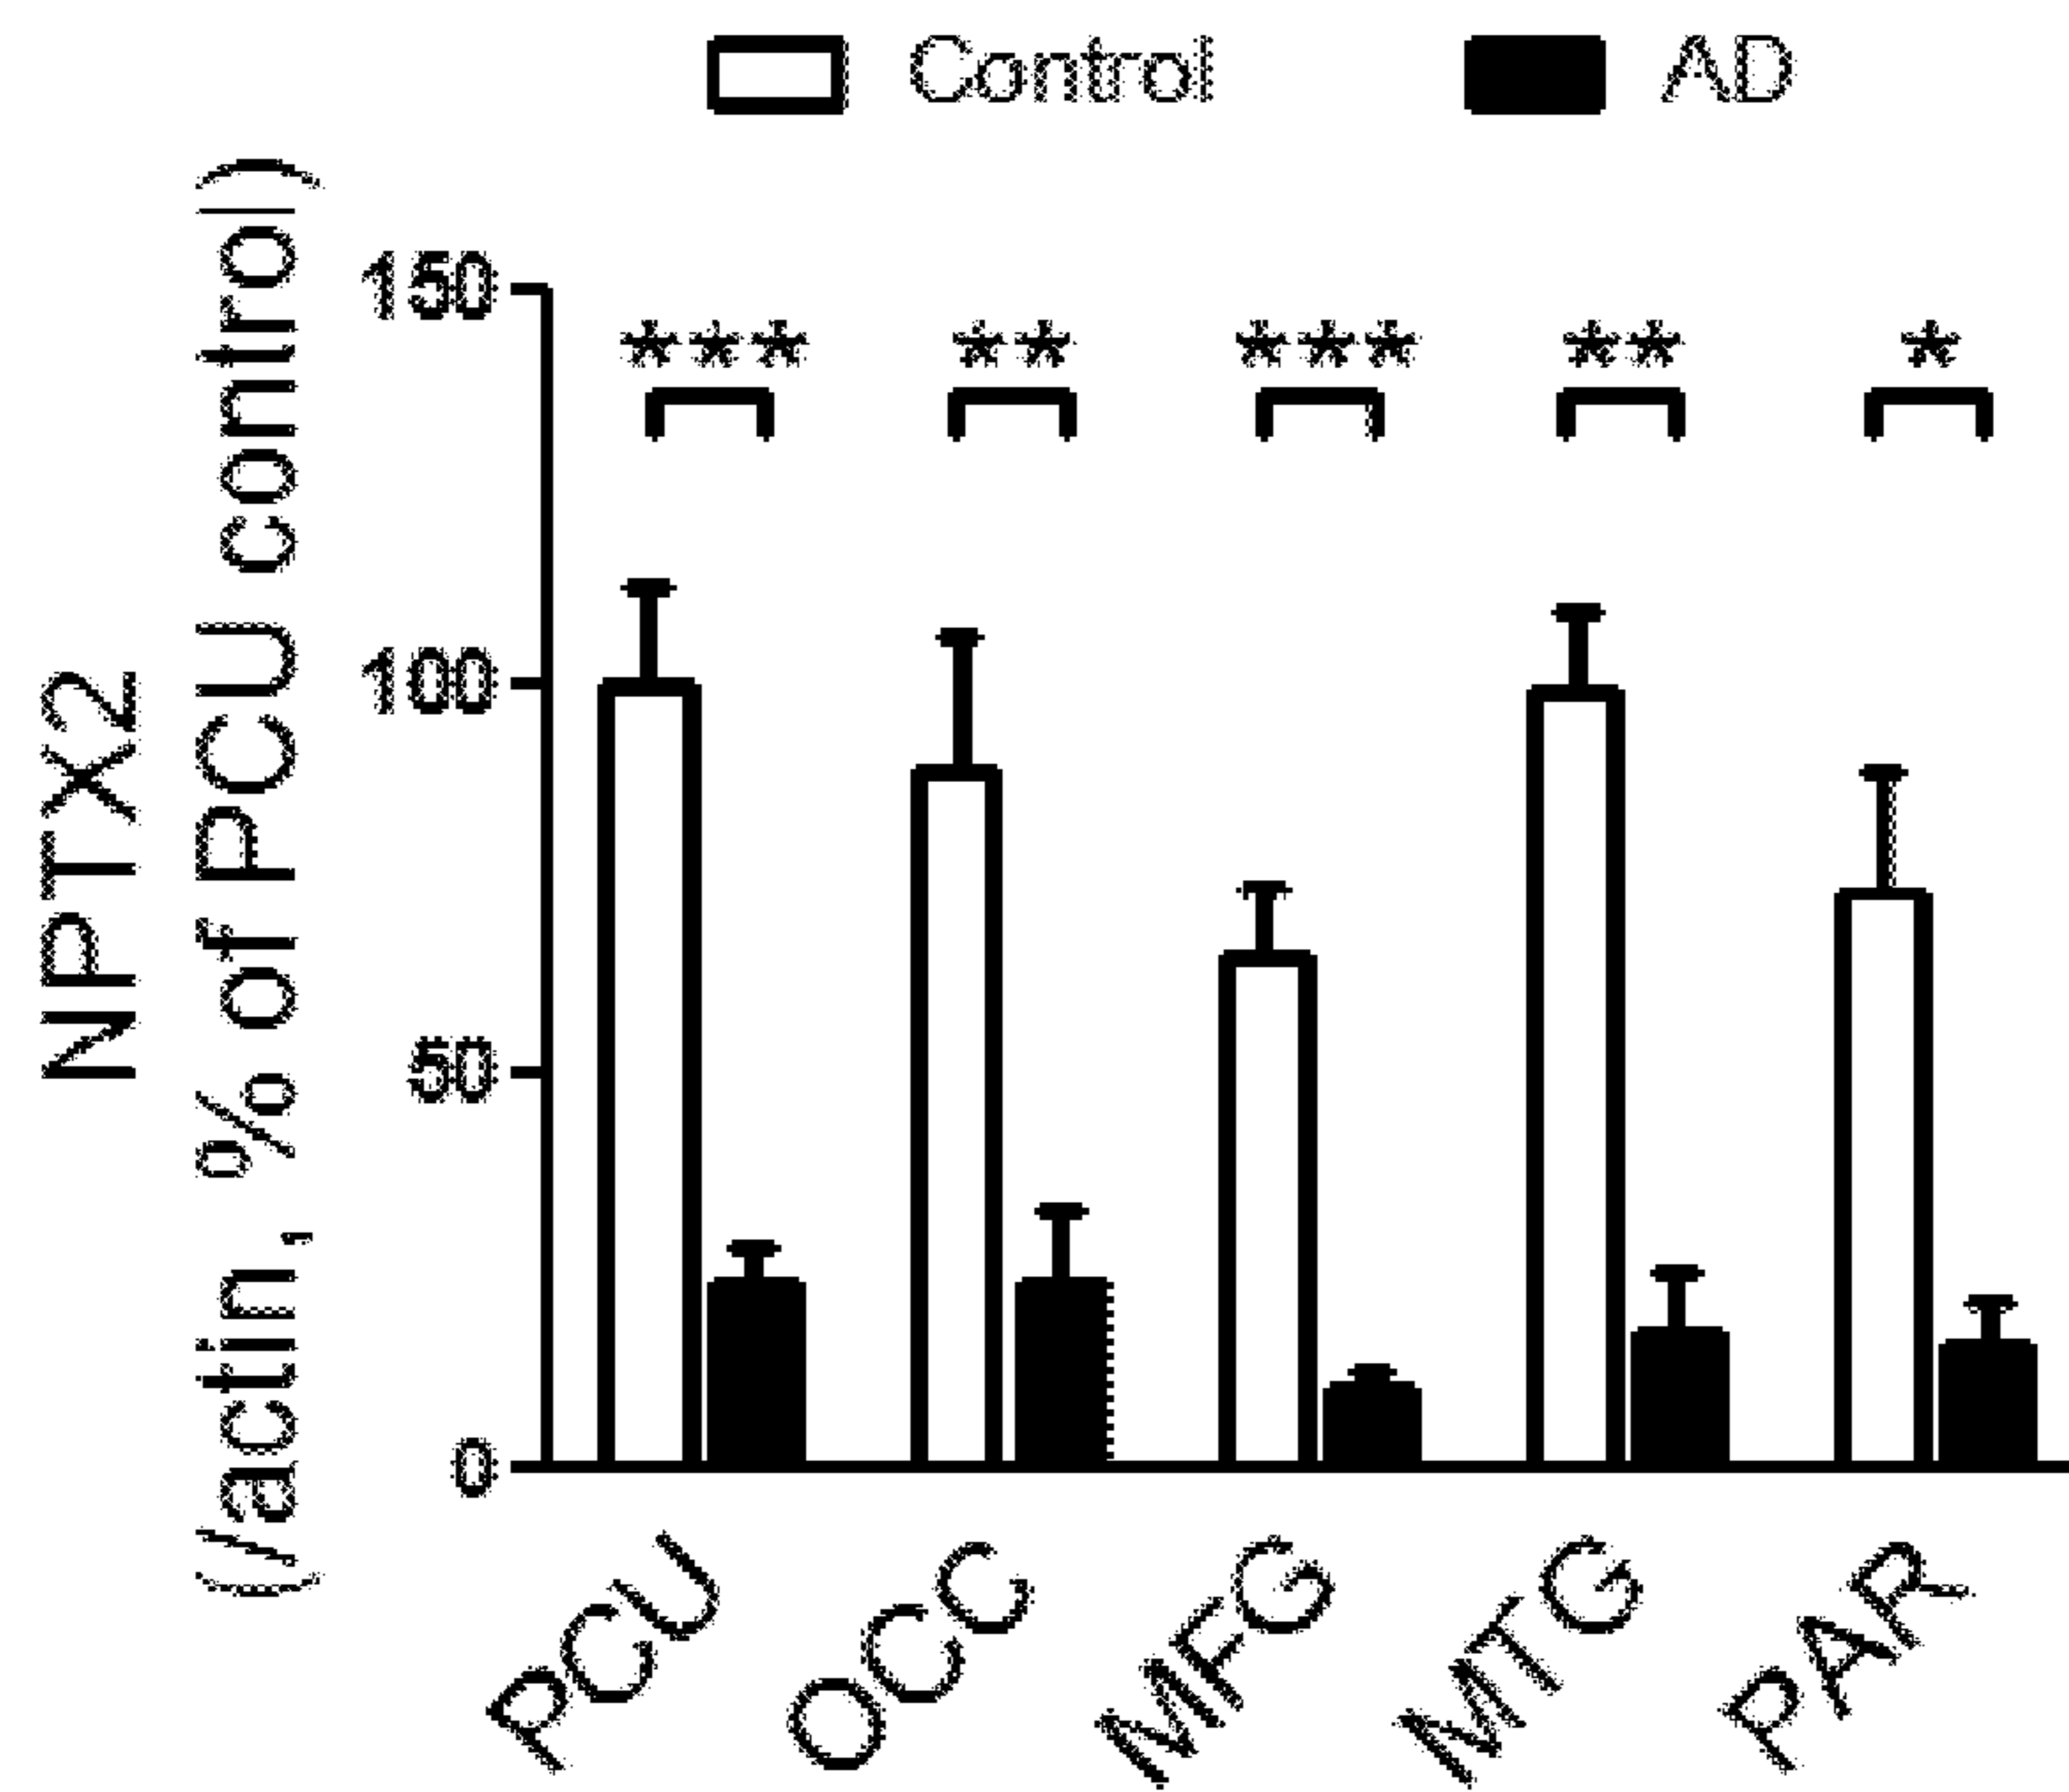 Control AD
NPTX2
(/actin, % of PCU control)
150
*** ** *** ** *
100
50
0
PCU OCC MFG MTG PAR